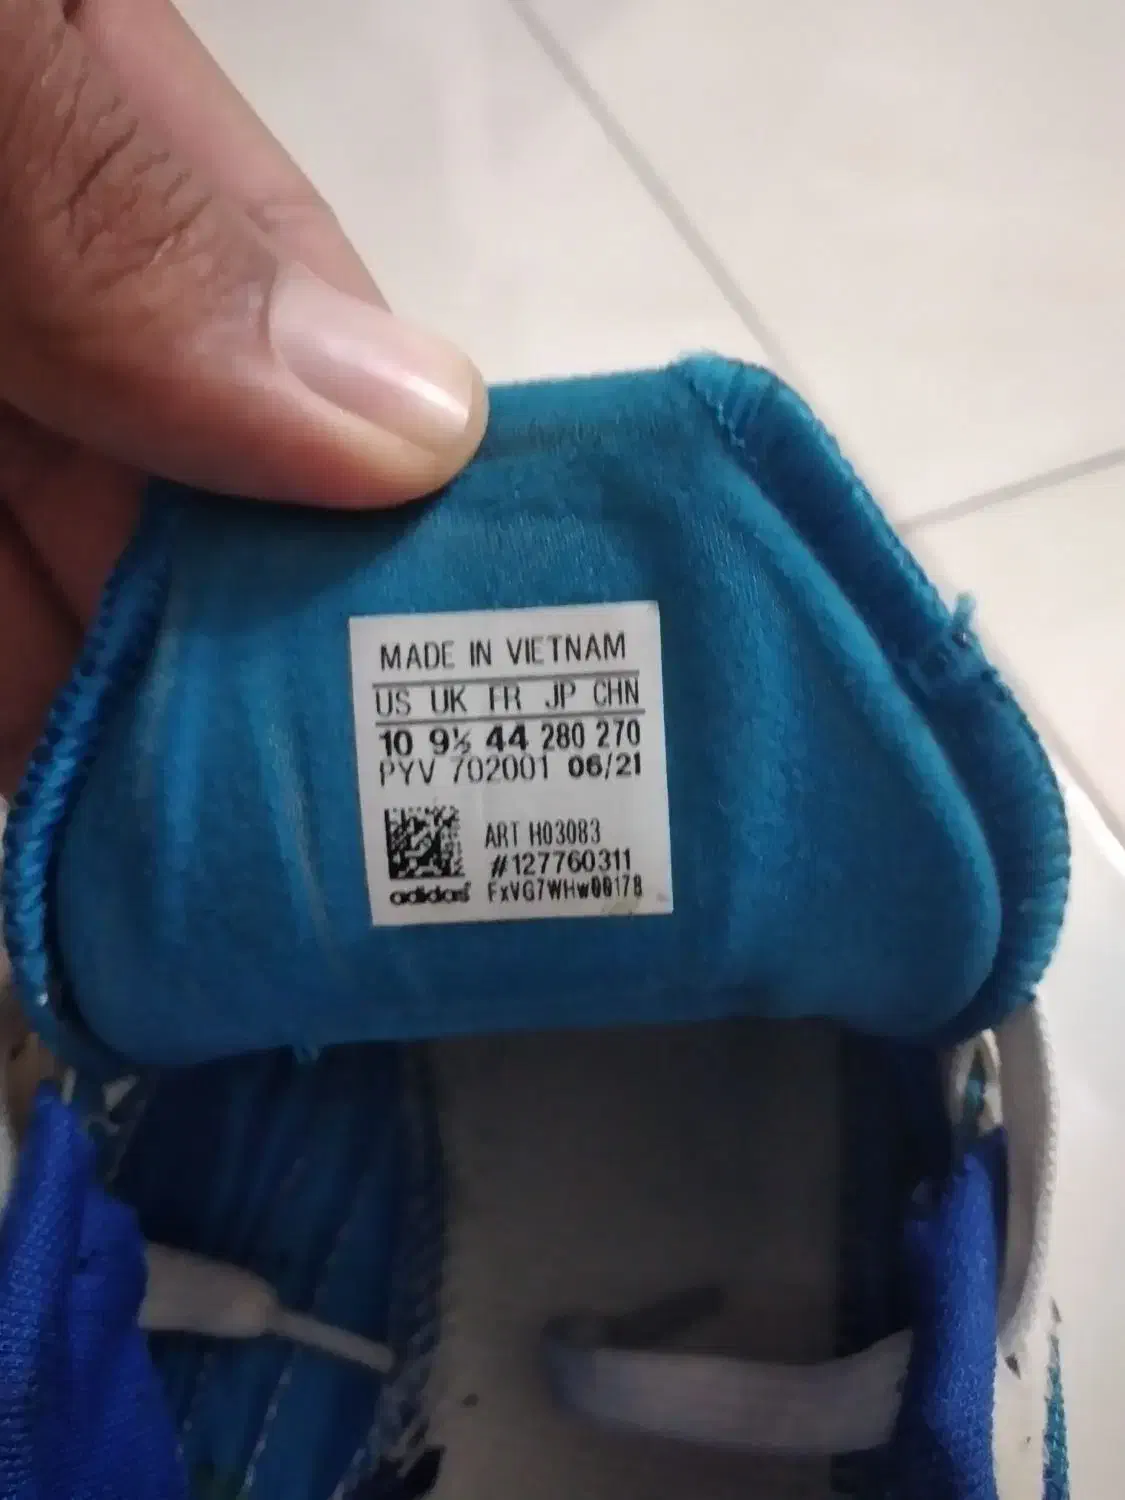 MADE IN VIETNAM
US UK FR JP CHN
10 9½ 44 280 270
PYV 702001 06/21
ART H03083
#127760311
adidas FxVG7WHw00178